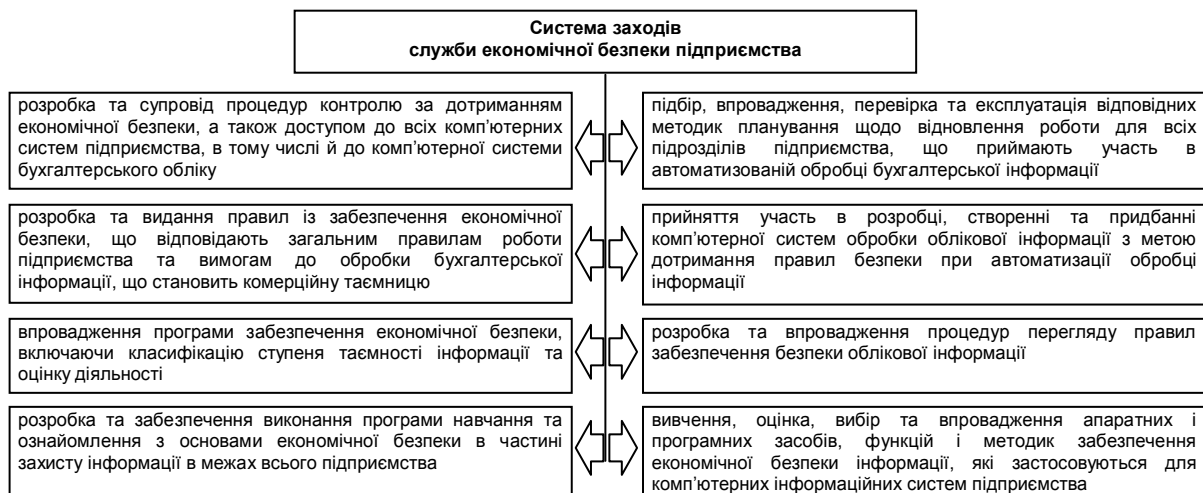 Система заходів
служби економічної безпеки підприємства
розробка та супровід процедур контролю за дотриманням
економічної безпеки, а також доступом до всіх комп’ютерних
систем підприємства, в тому числі й до комп’ютерної системи
бухгалтерського обліку
підбір, впровадження, перевірка та експлуатація відповідних
методик планування щодо відновлення роботи для всіх
підрозділів підприємства, що приймають участь в
автоматизованій обробці бухгалтерської інформації
розробка та видання правил із забезпечення економічної
безпеки, що відповідають загальним правилам роботи
підприємства та вимогам до обробки бухгалтерської
інформації, що становить комерційну таємницю
прийняття участь в розробці, створенні та придбанні
комп’ютерної систем обробки облікової інформації з метою
дотримання правил безпеки при автоматизації обробці
інформації
впровадження програми забезпечення економічної безпеки,
включаючи класифікацію ступеня таємності інформації та
оцінку діяльності
розробка та впровадження процедур перегляду правил
забезпечення безпеки облікової інформації
розробка та забезпечення виконання програми навчання та
ознайомлення з основами економічної безпеки в частині
захисту інформації в межах всього підприємства
вивчення, оцінка, вибір та впровадження апаратних і
програмних засобів, функцій і методик забезпечення
економічної безпеки інформації, які застосовуються для
комп’ютерних інформаційних систем підприємства